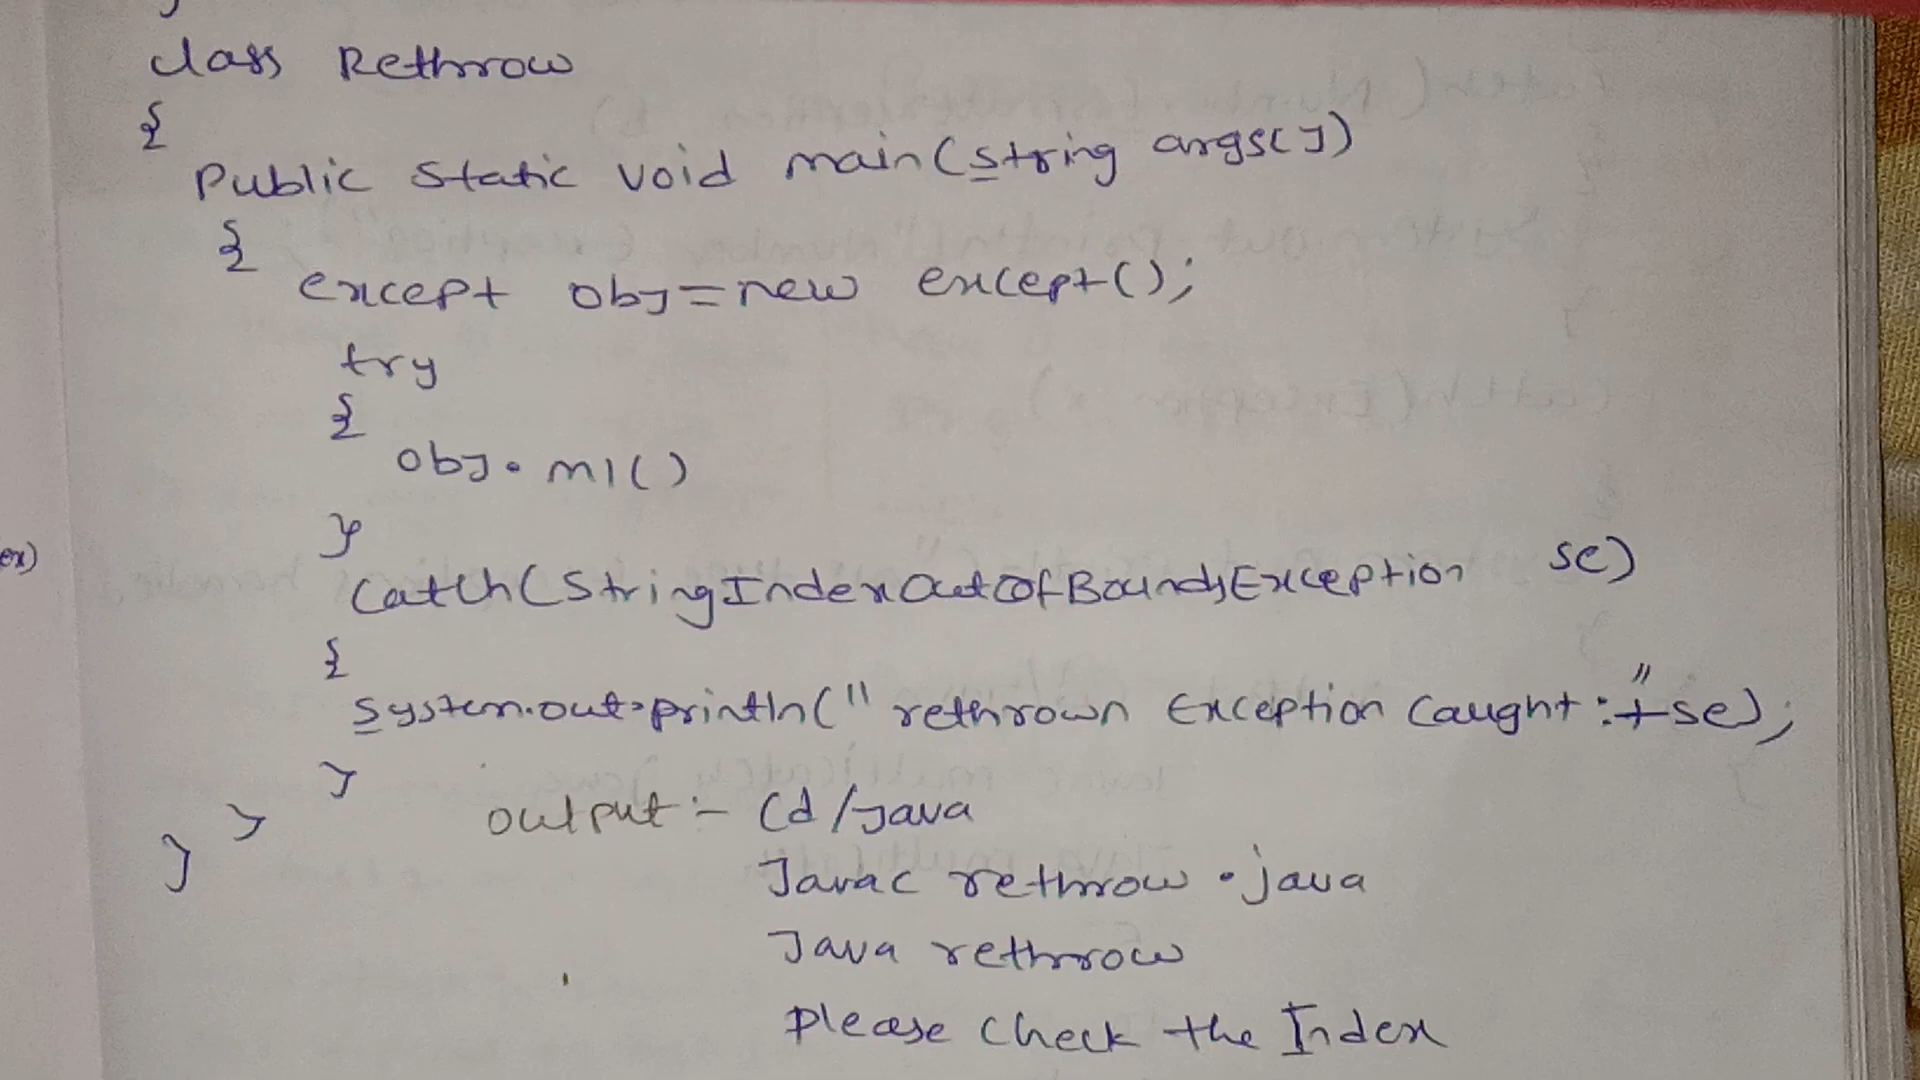 class Rethrow
{
public static void main(string args[])
{
except obj=new except();
try
{
obj.m1()
}
ex)
catch(StringIndexOutOfBoundsException se)
{
system.out.println(" rethrown Exception caught :"+se);
}
}
}
output :- cd /java
Javac rethrow .java
Java rethrow
please check the Index